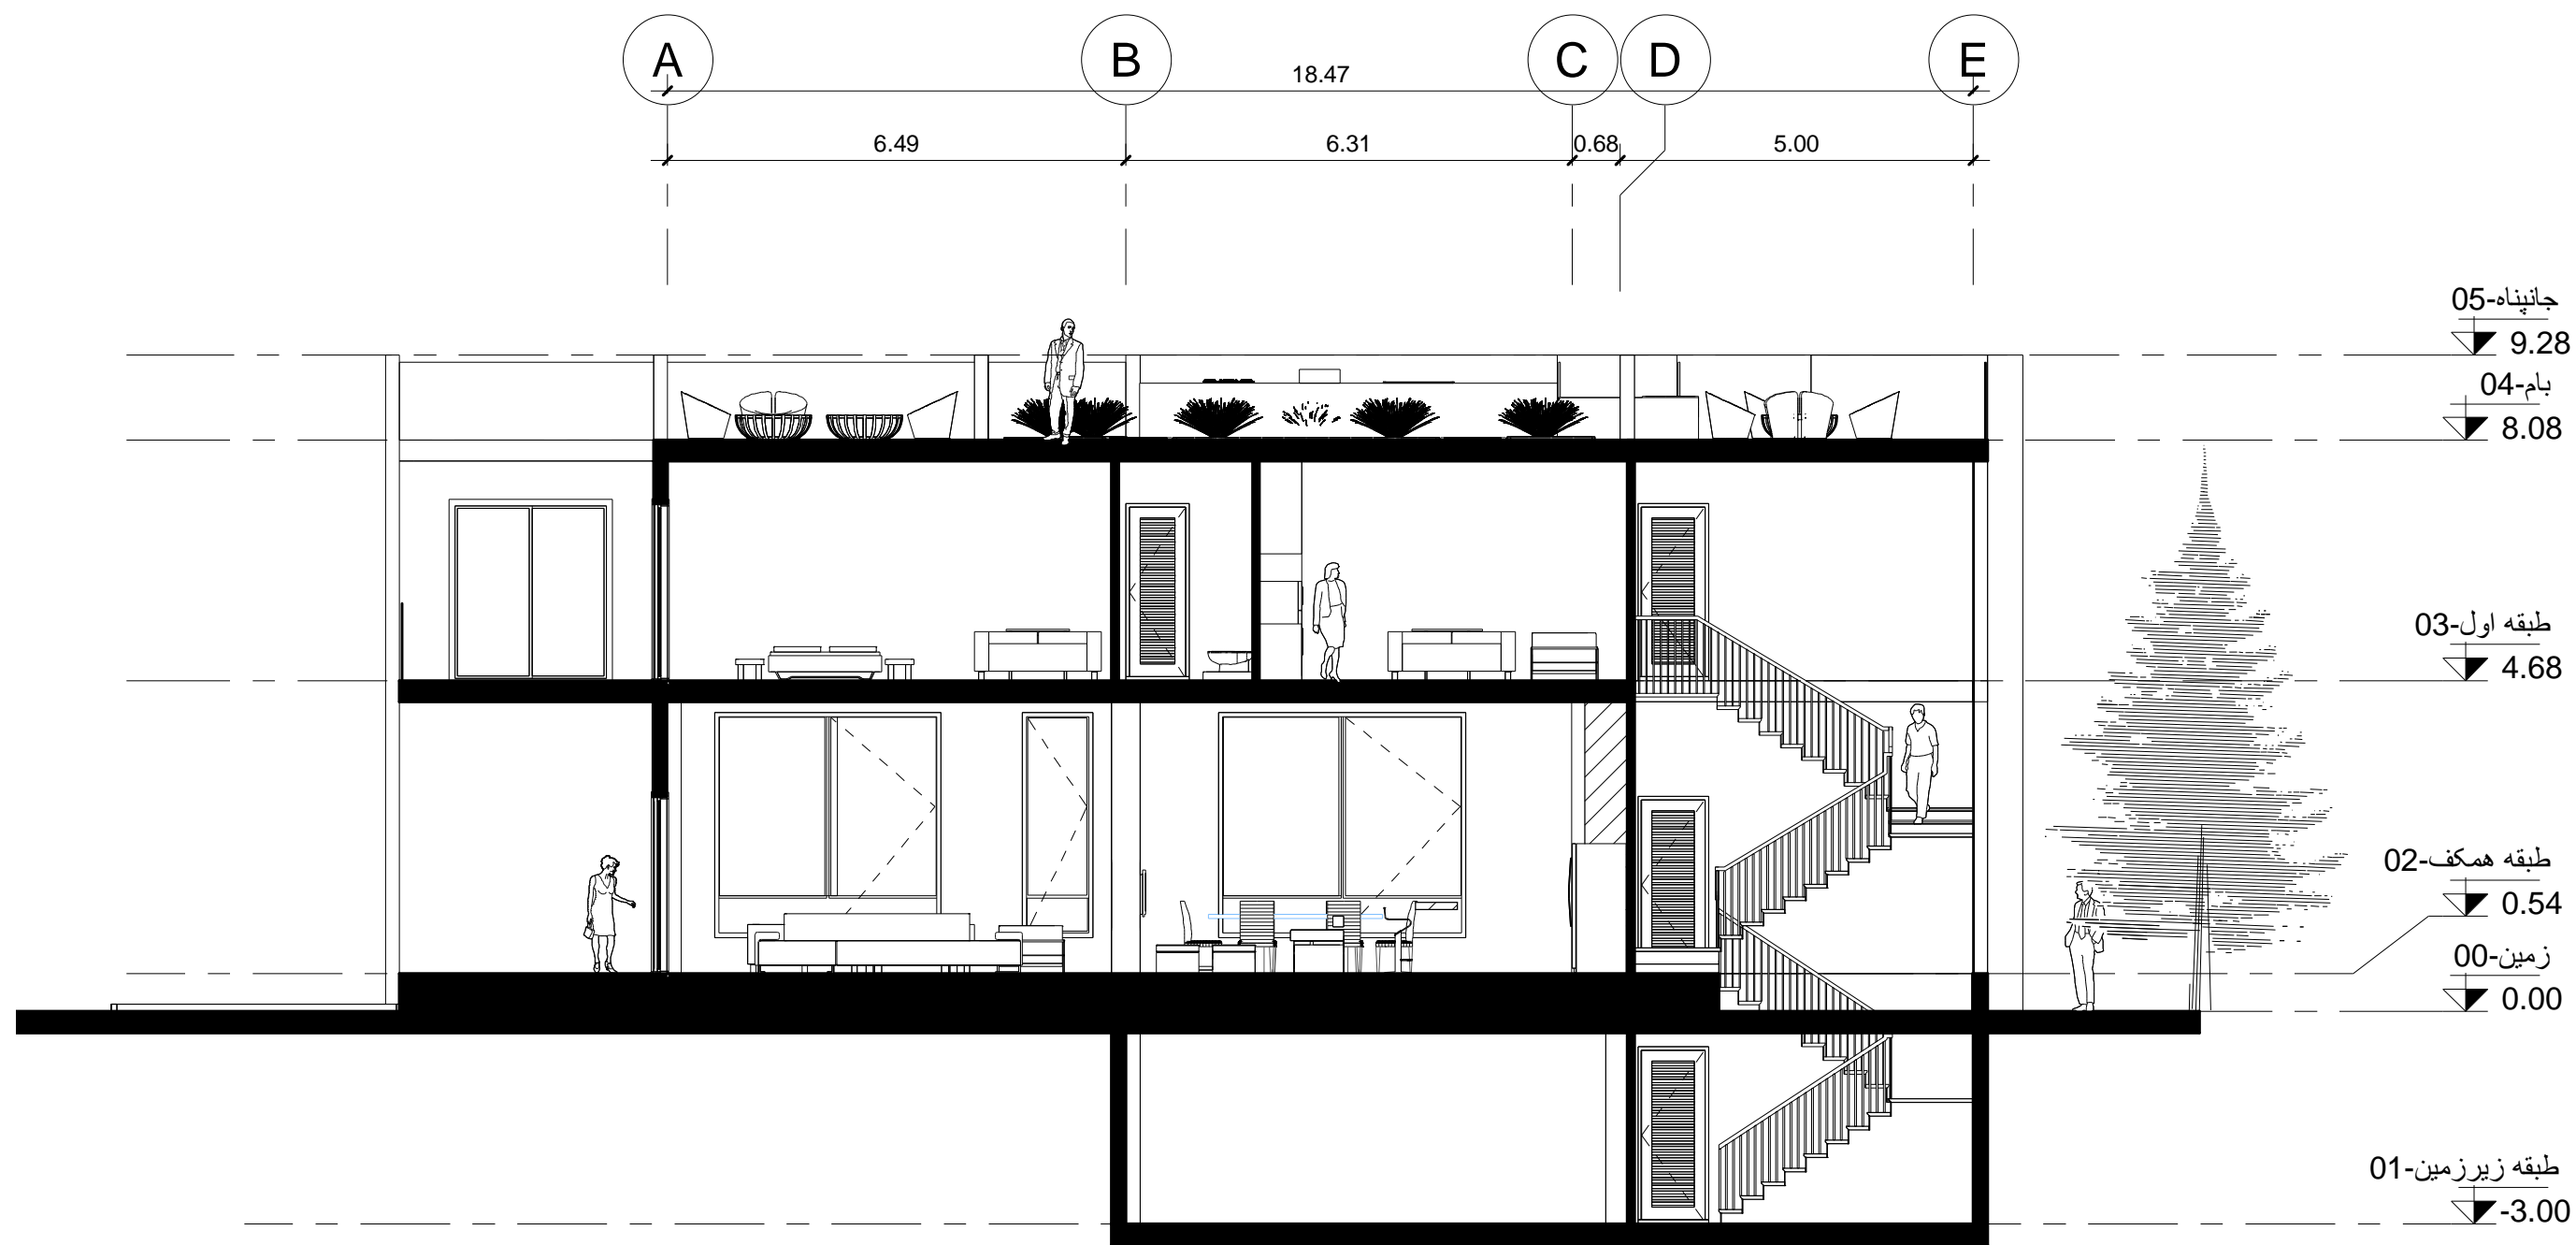 A B C D E
18.47
6.49 6.31 0.68 5.00
05-جانپناه
9.28
04-بام
8.08
03-طبقه اول
4.68
02-طبقه همکف
0.54
00-زمین
0.00
01-طبقه زیرزمین
-3.00